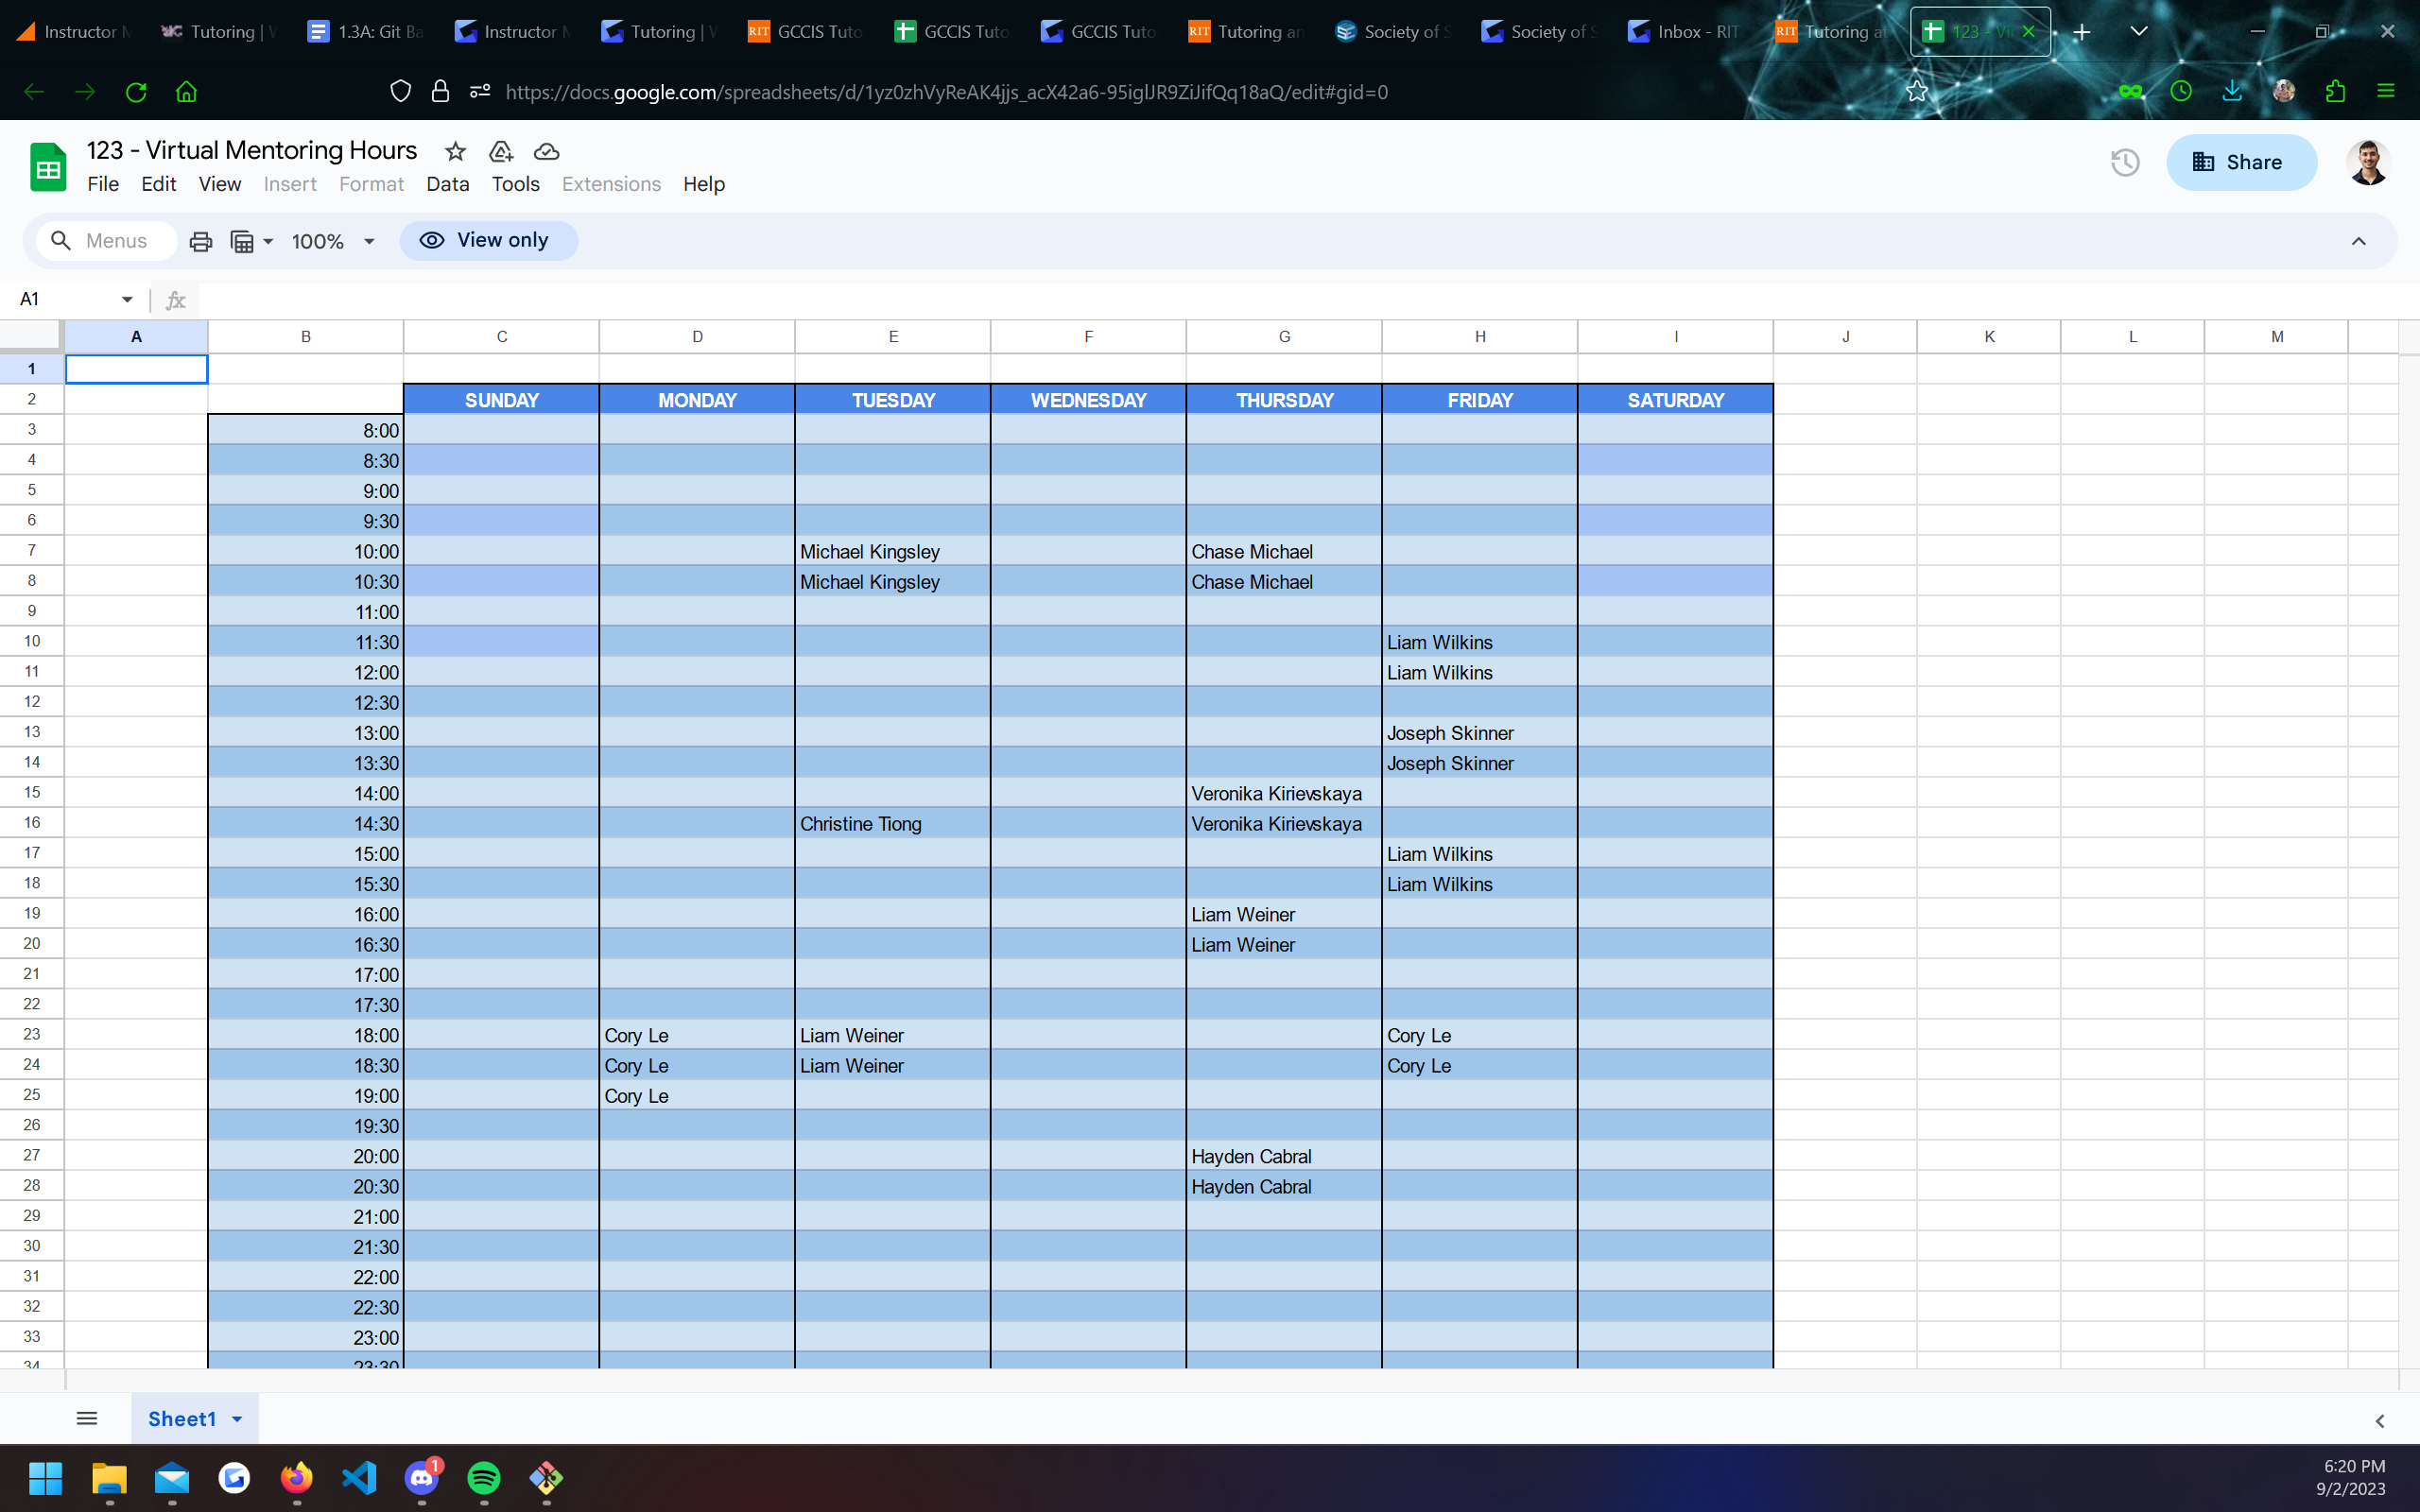 Instructor M
Tutoring | W
1.3A: Git Ba
Instructor M
Tutoring | W
RIT GCCIS Tuto
GCCIS Tuto
GCCIS Tuto
RIT Tutoring an
Society of S
Society of S
Inbox - RIT
RIT Tutoring a
123 - Vi
https://docs.google.com/spreadsheets/d/1yz0zhVyReAK4jjs_acX42a6-95iglJR9ZiJifQq18aQ/edit#gid=0
123 - Virtual Mentoring Hours
File Edit View Insert Format Data Tools Extensions Help
Share
Menus 100% View only
A1 fx
A B C D E F G H I J K L M
1
2 SUNDAY MONDAY TUESDAY WEDNESDAY THURSDAY FRIDAY SATURDAY
3 8:00
4 8:30
5 9:00
6 9:30
7 10:00 Michael Kingsley Chase Michael
8 10:30 Michael Kingsley Chase Michael
9 11:00
10 11:30 Liam Wilkins
11 12:00 Liam Wilkins
12 12:30
13 13:00 Joseph Skinner
14 13:30 Joseph Skinner
15 14:00 Veronika Kirievskaya
16 14:30 Christine Tiong Veronika Kirievskaya
17 15:00 Liam Wilkins
18 15:30 Liam Wilkins
19 16:00 Liam Weiner
20 16:30 Liam Weiner
21 17:00
22 17:30
23 18:00 Cory Le Liam Weiner Cory Le
24 18:30 Cory Le Liam Weiner Cory Le
25 19:00 Cory Le
26 19:30
27 20:00 Hayden Cabral
28 20:30 Hayden Cabral
29 21:00
30 21:30
31 22:00
32 22:30
33 23:00
34 23:30
Sheet1
1
6:20 PM
9/2/2023